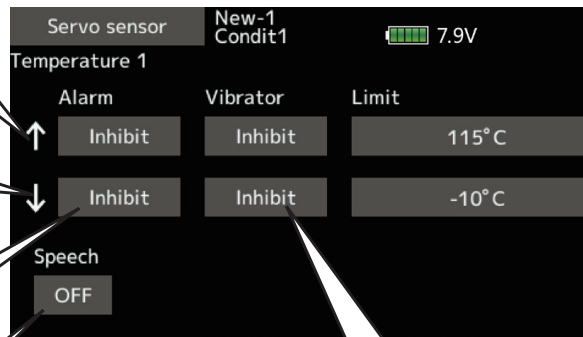 Servo sensor
New-1
Condit1
7.9V
Temperature 1
Alarm Vibrator Limit
↑ Inhibit Inhibit 115°C
↓ Inhibit Inhibit -10°C
Speech
OFF